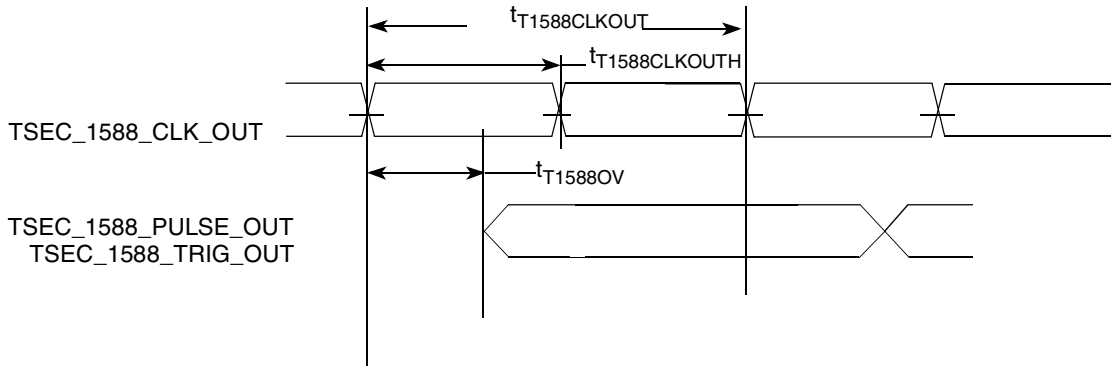 tT1588CLKOUT
tT1588CLKOUTH
TSEC_1588_CLK_OUT
tT1588OV
TSEC_1588_PULSE_OUT
TSEC_1588_TRIG_OUT